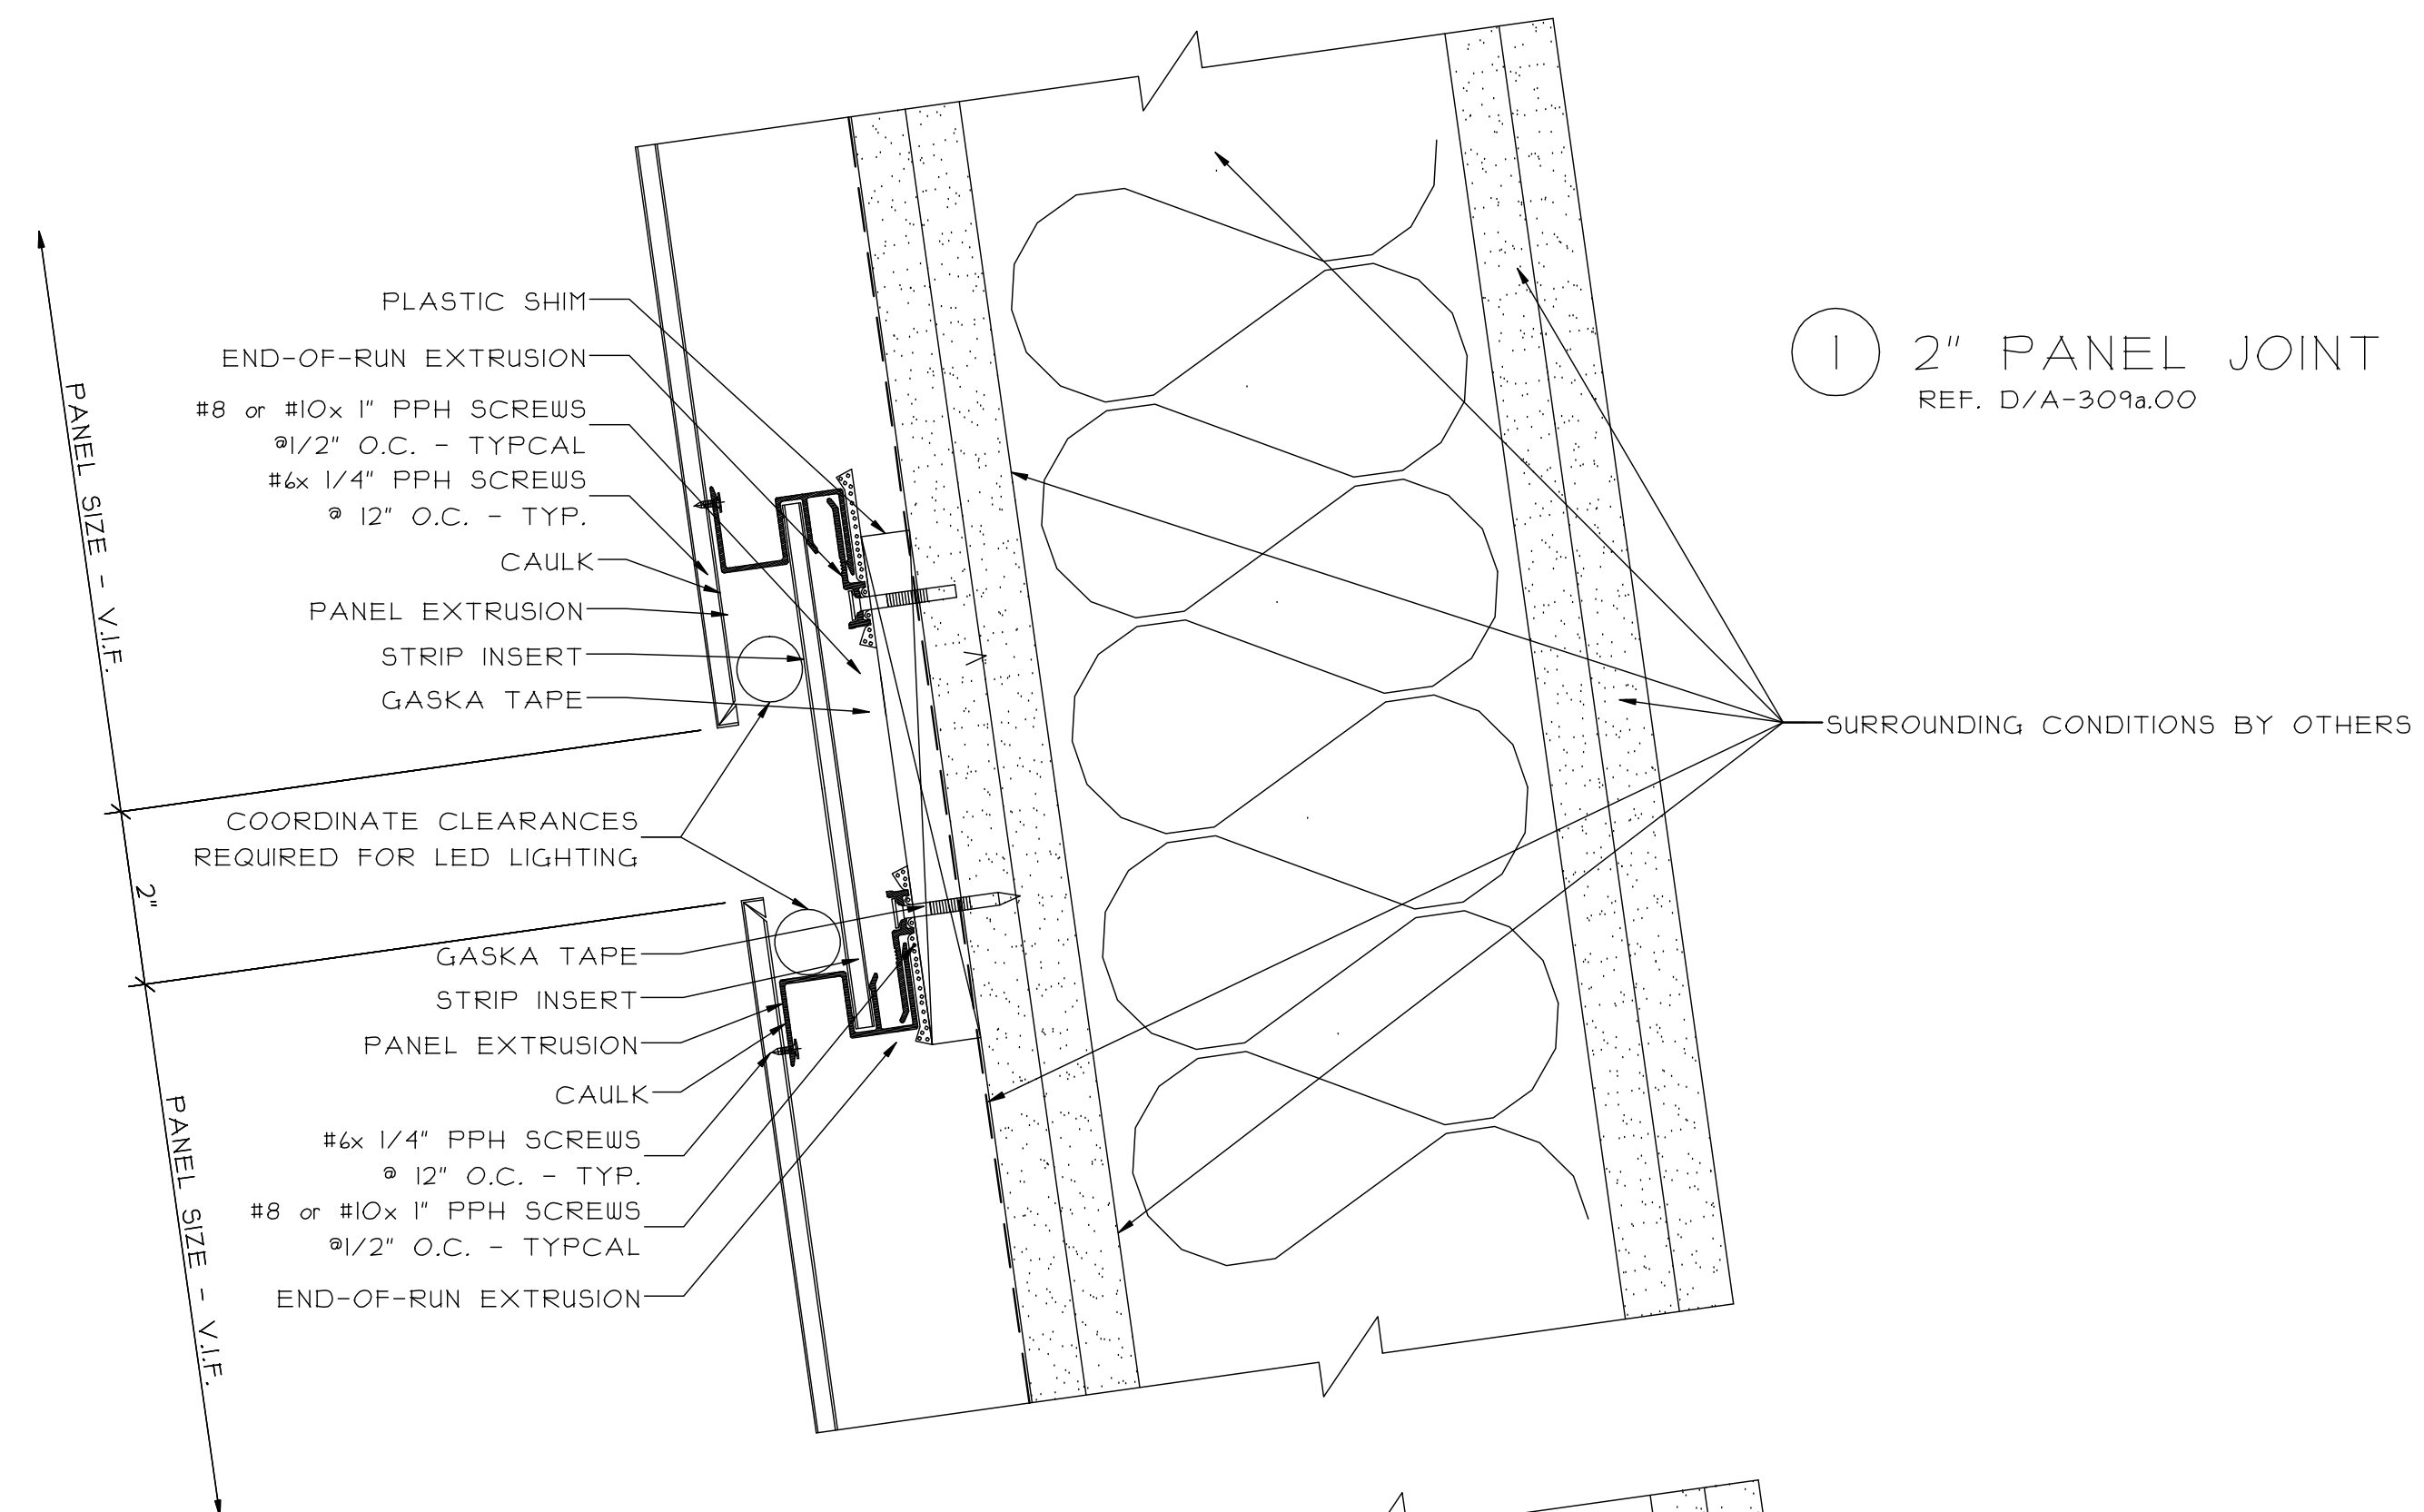 PLASTIC SHIM
END-OF-RUN EXTRUSION
#8 or #10x 1" PPH SCREWS
@1/2" O.C. - TYPCAL
#6x 1/4" PPH SCREWS
@ 12" O.C. - TYP.
CAULK
PANEL EXTRUSION
STRIP INSERT
GASKA TAPE
COORDINATE CLEARANCES
REQUIRED FOR LED LIGHTING
GASKA TAPE
STRIP INSERT
PANEL EXTRUSION
CAULK
#6x 1/4" PPH SCREWS
@ 12" O.C. - TYP.
#8 or #10x 1" PPH SCREWS
@1/2" O.C. - TYPCAL
END-OF-RUN EXTRUSION
PANEL SIZE - V.I.F.
2"
PANEL SIZE - V.I.F.
1
2" PANEL JOINT
REF. D/A-309a.00
SURROUNDING CONDITIONS BY OTHERS